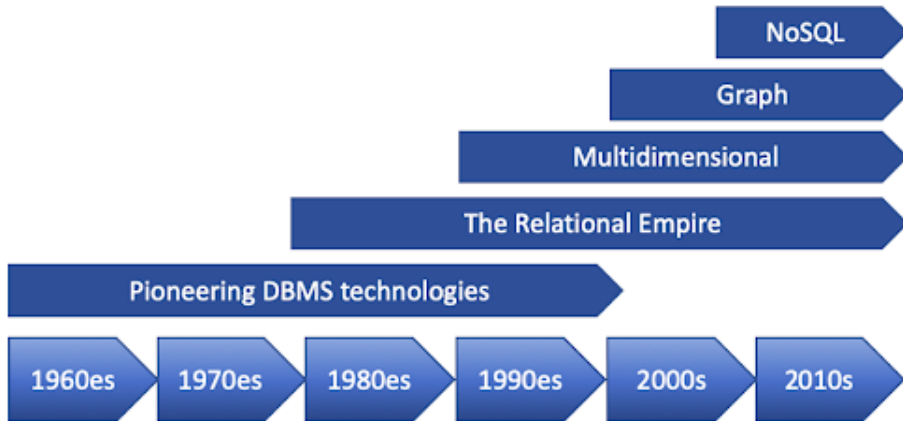 NoSQL
Graph
Multidimensional
The Relational Empire
Pioneering DBMS technologies
1960es
1970es
1980es
1990es
2000s
2010s